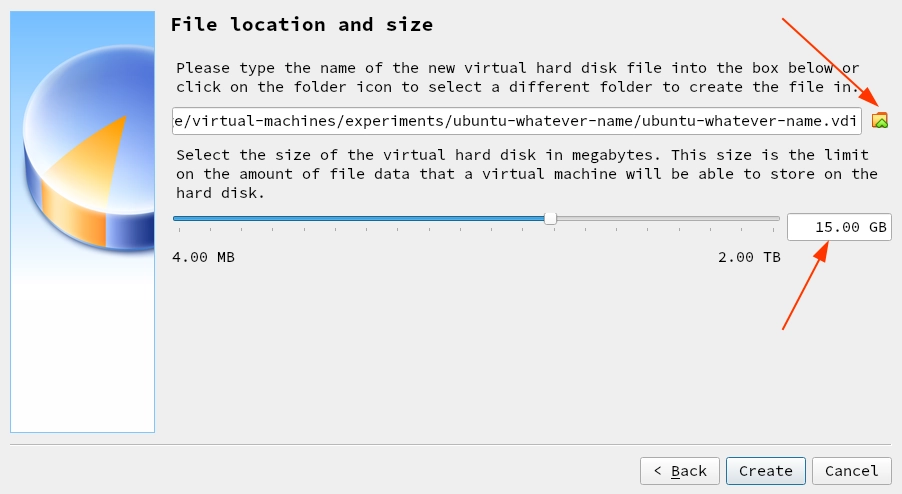 File location and size
Please type the name of the new virtual hard disk file into the box below or
click on the folder icon to select a different folder to create the file in.
e/virtual-machines/experiments/ubuntu-whatever-name/ubuntu-whatever-name.vdi
Select the size of the virtual hard disk in megabytes. This size is the limit
on the amount of file data that a virtual machine will be able to store on the
hard disk.
15.00 GB
4.00 MB 2.00 TB
< Back Create Cancel